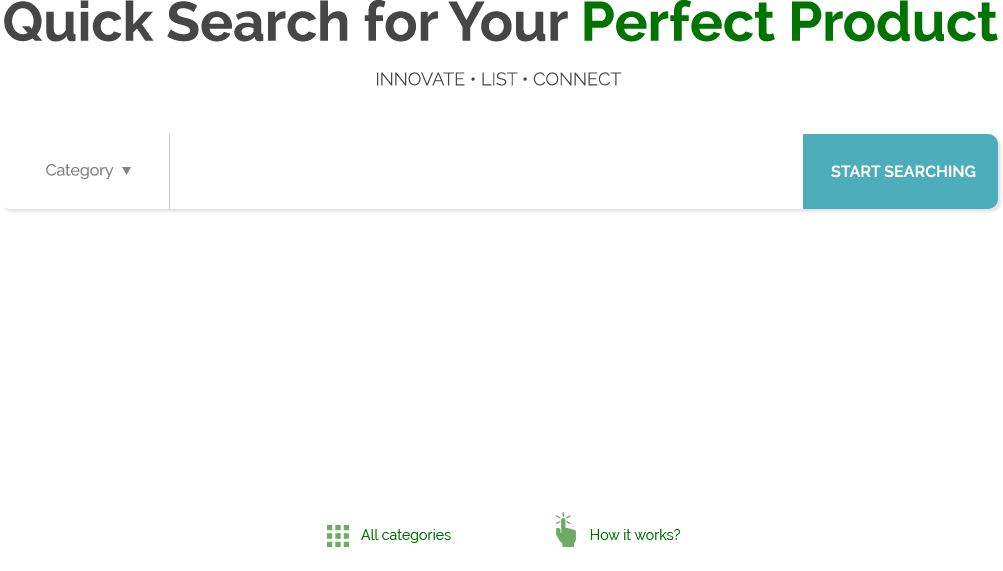 Quick Search for Your Perfect Product
INNOVATE • LIST • CONNECT
Category ▼
START SEARCHING
All categories
How it works?